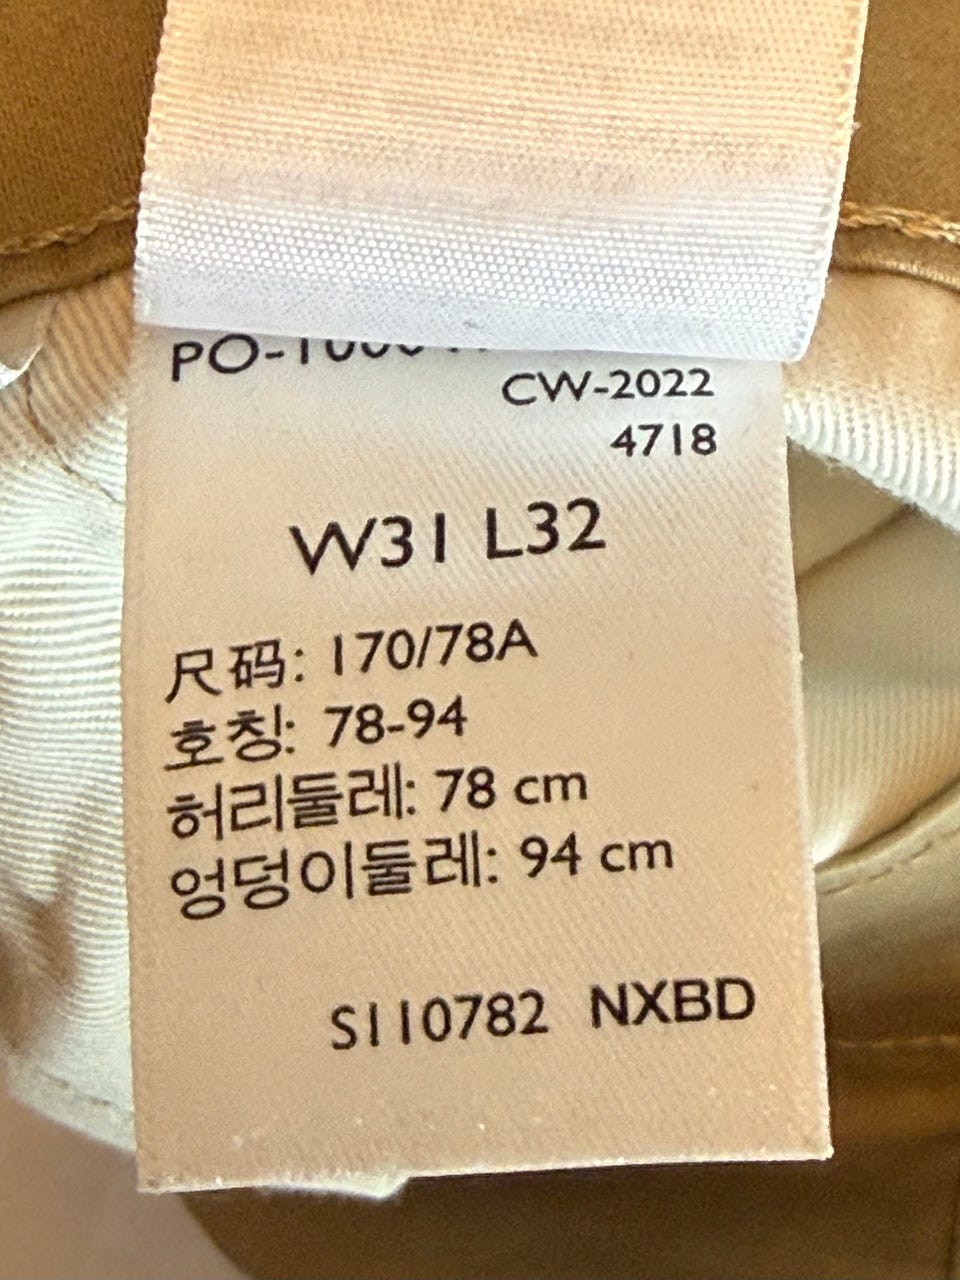 CW-2022
4718
W31 L32
尺码: 170/78A
호칭: 78-94
허리둘레: 78 cm
엉덩이둘레: 94 cm
S110782 NXBD